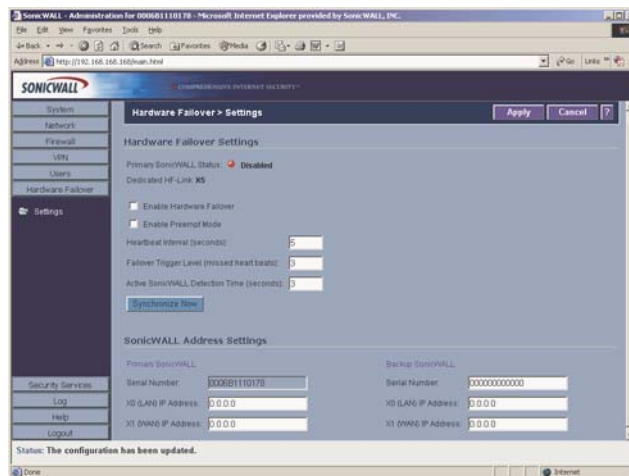 SonicWALL - Administration for 0006B1110178 - Microsoft Internet Explorer provided by SonicWALL, INC.
File Edit View Favorites Tools Help
Back Search Favorites Media
Address http://192.168.168.168/main.html Go Links
SONICWALL COMPREHENSIVE INTERNET SECURITY
System
Network
Firewall
VPN
Users
Hardware Failover
Settings
Security Services
Log
Help
Logout
Hardware Failover > Settings Apply Cancel ?
Hardware Failover Settings
Primary SonicWALL Status: Disabled
Dedicated HF-Link: X5
Enable Hardware Failover
Enable Preempt Mode
Heartbeat Interval (seconds): 5
Failover Trigger Level (missed heart beats): 3
Active SonicWALL Detection Time (seconds): 3
Synchronize Now
SonicWALL Address Settings
Primary SonicWALL Backup SonicWALL
Serial Number: 0006B1110178 Serial Number: 000000000000
X0 (LAN) IP Address: 0.0.0.0 X0 (LAN) IP Address: 0.0.0.0
X1 (WAN) IP Address: 0.0.0.0 X1 (WAN) IP Address: 0.0.0.0
Status: The configuration has been updated.
Done Internet